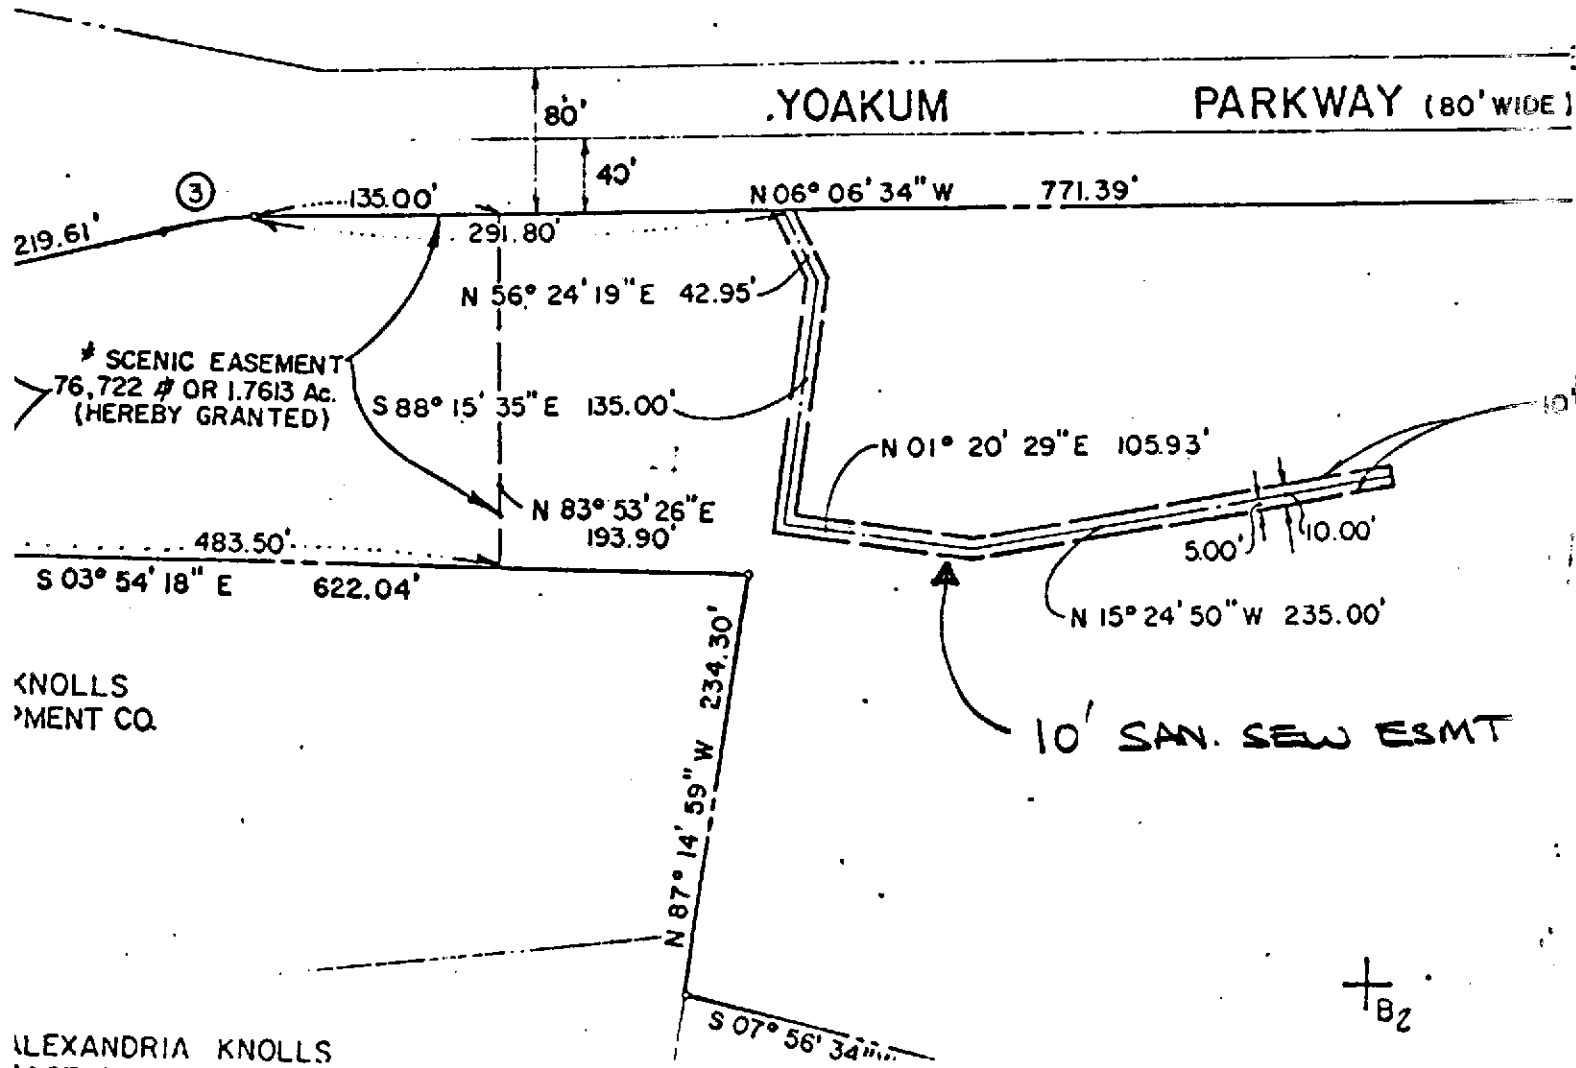 YOAKUM PARKWAY (80' WIDE)
80'
40'
3
135.00'
N 06° 06' 34" W 771.39'
219.61'
291.80'
N 56° 24' 19" E 42.95'
SCENIC EASEMENT
76,722 # OR 1.7613 Ac.
(HEREBY GRANTED)
S 88° 15' 35" E 135.00'
10'
N 01° 20' 29" E 105.93'
N 83° 53' 26" E
193.90'
483.50'
5.00'
10.00'
S 03° 54' 18" E 622.04'
N 15° 24' 50" W 235.00'
N 87° 14' 59" W 234.30'
KNOLLS
PMENT CO.
10' SAN. SEW ESMT
B2
S 07° 56' 34"
ALEXANDRIA KNOLLS